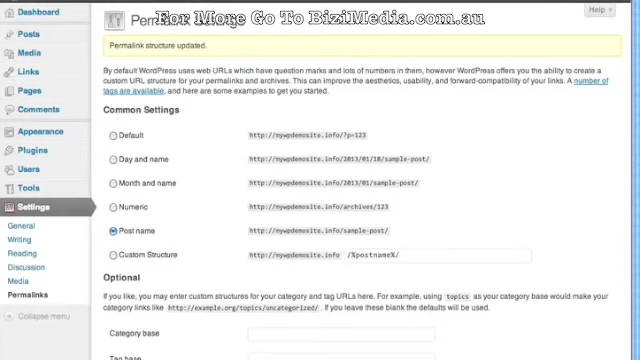 Dashboard
Posts
Media
Links
Pages
Comments
Appearance
Plugins
Users
Tools
Settings
General
Writing
Reading
Discussion
Media
Permalinks
Collapse menu
For More Go To BiziMedia.com.au
Help
Permalink Settings
Permalink structure updated.
By default WordPress uses web URLs which have question marks and lots of numbers in them, however WordPress offers you the ability to create a
custom URL structure for your permalinks and archives. This can improve the aesthetics, usability, and forward-compatibility of your links. A number
of tags are available, and here are some examples to get you started.
Common Settings
Default http://mywpdemosite.info/?p=123
Day and name http://mywpdemosite.info/2013/01/18/sample-post/
Month and name http://mywpdemosite.info/2013/01/sample-post/
Numeric http://mywpdemosite.info/archives/123
Post name http://mywpdemosite.info/sample-post/
Custom Structure http://mywpdemosite.info /%postname%/
Optional
If you like, you may enter custom structures for your category and tag URLs here. For example, using topics as your category base would make your
category links like http://example.org/topics/uncategorized/ . If you leave these blank the defaults will be used.
Category base
Tag base